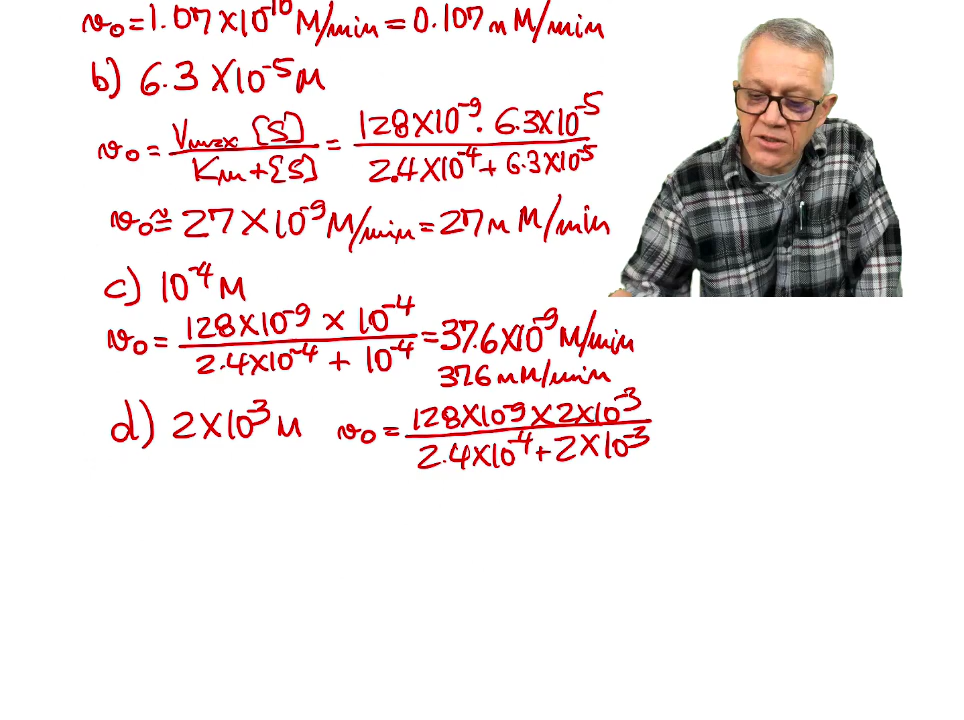 v₀ = 1.07 × 10⁻¹⁰ M/min = 0.107 n M/min
b) 6.3 × 10⁻⁵ M
v₀ = Vmax [S] / Km + [S] = 128 × 10⁻⁹ · 6.3 × 10⁻⁵ / 2.4 × 10⁻⁴ + 6.3 × 10⁻⁵
v₀ ≅ 27 × 10⁻⁹ M/min = 27 n M/min
c) 10⁻⁴ M
v₀ = 128 × 10⁻⁹ × 10⁻⁴ / 2.4 × 10⁻⁴ + 10⁻⁴ = 37.6 × 10⁻⁹ M/min
37.6 nM/min
d) 2 × 10⁻³ M v₀ = 128 × 10⁻⁹ × 2 × 10⁻³ / 2.4 × 10⁻⁴ + 2 × 10⁻³